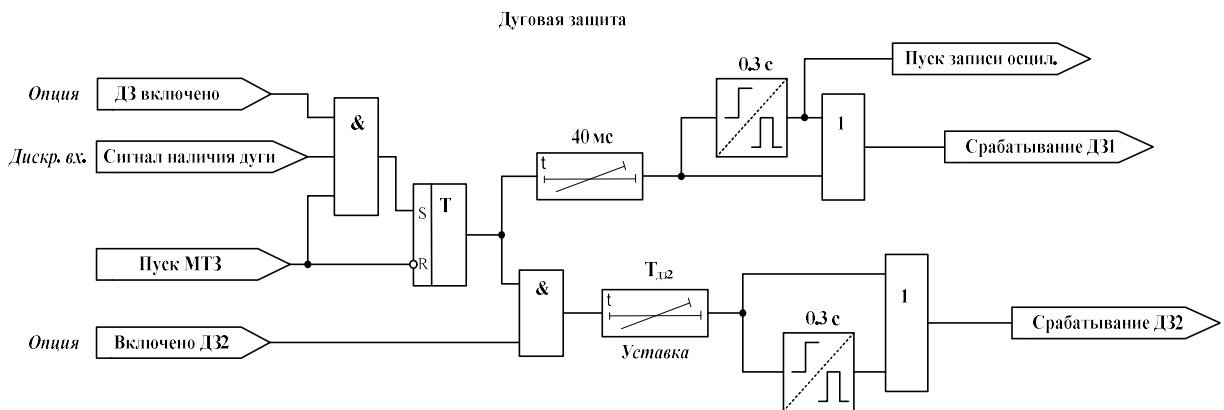 Дуговая защита
Пуск записи осцил.
0.3 с
Опция
ДЗ включено
&
1
Дискр. вх.
Сигнал наличия дуги
40 мс
t
Срабатывание ДЗ1
S
T
Пуск МТЗ
R
Tдз2
&
t
1
0.3 с
Срабатывание ДЗ2
Опция
Включено ДЗ2
Уставка